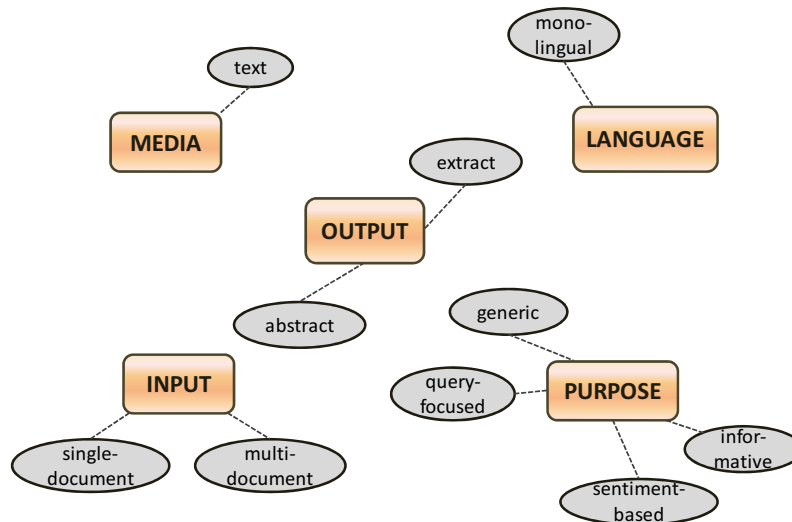 mono-
lingual
text
MEDIA
LANGUAGE
extract
OUTPUT
abstract
generic
INPUT
query-
focused
PURPOSE
single-
document
multi-
document
infor-
mative
sentiment-
based